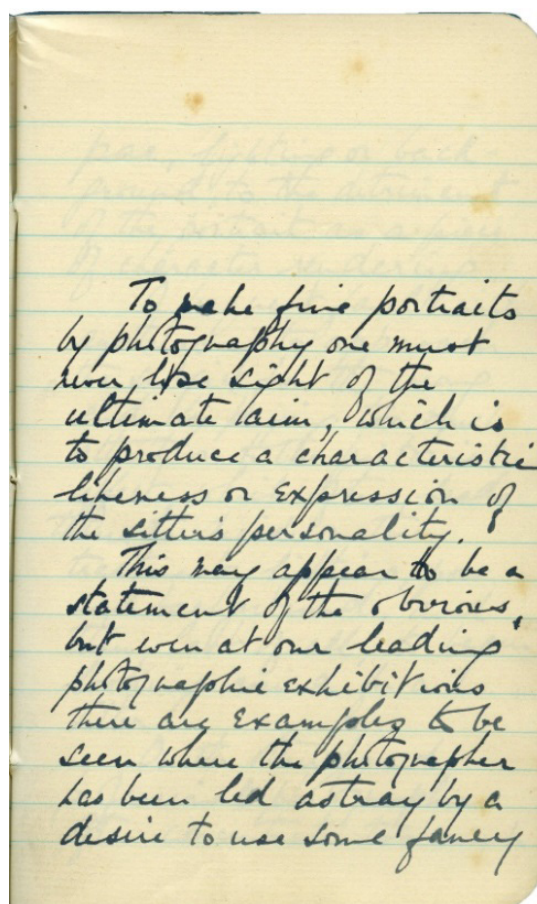 To make fine portraits
by photography one must
never lose sight of the
ultimate aim, which is
to produce a characteristic
likeness or expression of
the sitter's personality.
This may appear to be a
statement of the obvious,
but even at our leading
photographic exhibitions
there are examples to be
seen where the photographer
has been led astray by a
desire to use some fancy